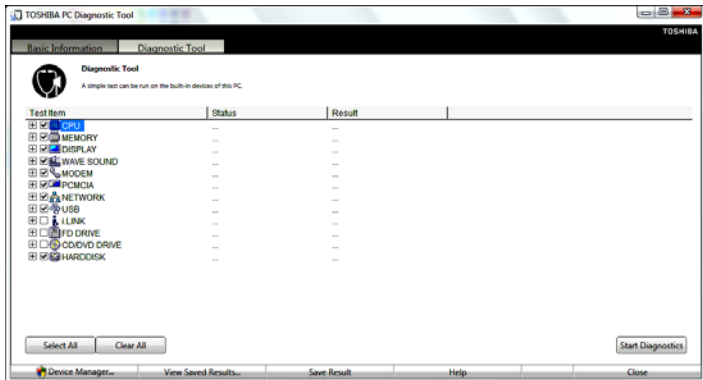 TOSHIBA PC Diagnostic Tool
TOSHIBA
Basic Information Diagnostic Tool
Diagnostic Tool
A simple test can be run on the built-in devices of this PC.
Test Item Status Result
CPU ... ...
MEMORY ... ...
DISPLAY ... ...
WAVE SOUND ... ...
MODEM ... ...
PCMCIA ... ...
NETWORK ... ...
USB ... ...
i.LINK ... ...
FD DRIVE ... ...
CD/DVD DRIVE ... ...
HARDDISK ... ...
Select All Clear All Start Diagnostics
Device Manager... View Saved Results... Save Result Help Close